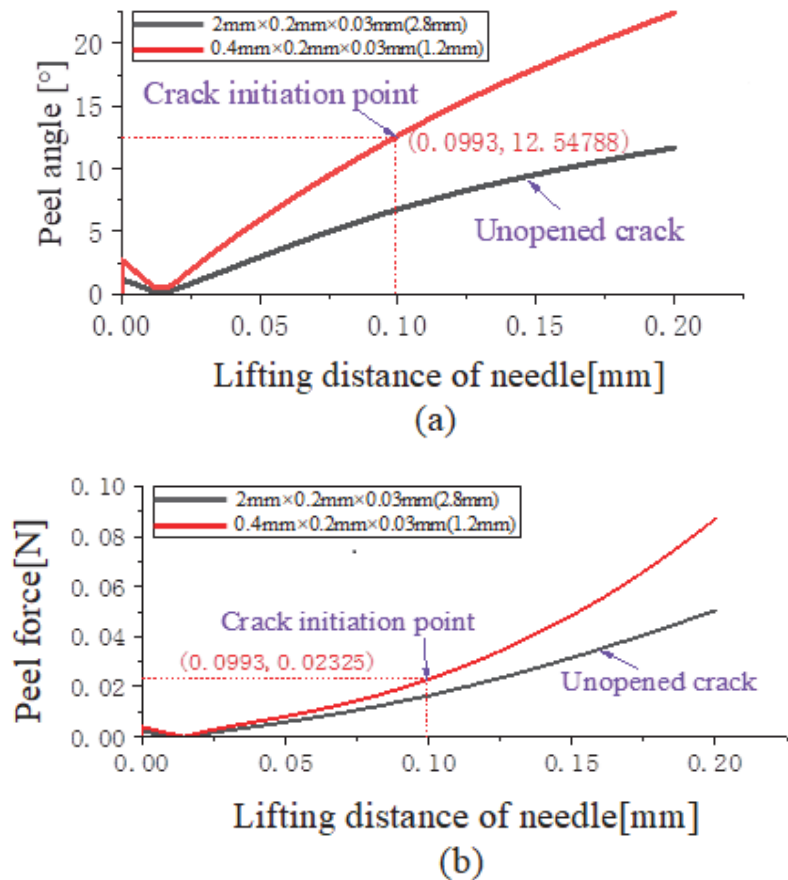 2mm×0.2mm×0.03mm(2.8mm)
0.4mm×0.2mm×0.03mm(1.2mm)
Crack initiation point
(0.0993, 12.54788)
Unopened crack
Peel angle [°]
20
15
10
5
0
0.00 0.05 0.10 0.15 0.20
Lifting distance of needle[mm]
(a)
2mm×0.2mm×0.03mm(2.8mm)
0.4mm×0.2mm×0.03mm(1.2mm)
Crack initiation point
(0.0993, 0.02325)
Unopened crack
Peel force[N]
0.10
0.08
0.06
0.04
0.02
0.00
0.00 0.05 0.10 0.15 0.20
Lifting distance of needle[mm]
(b)